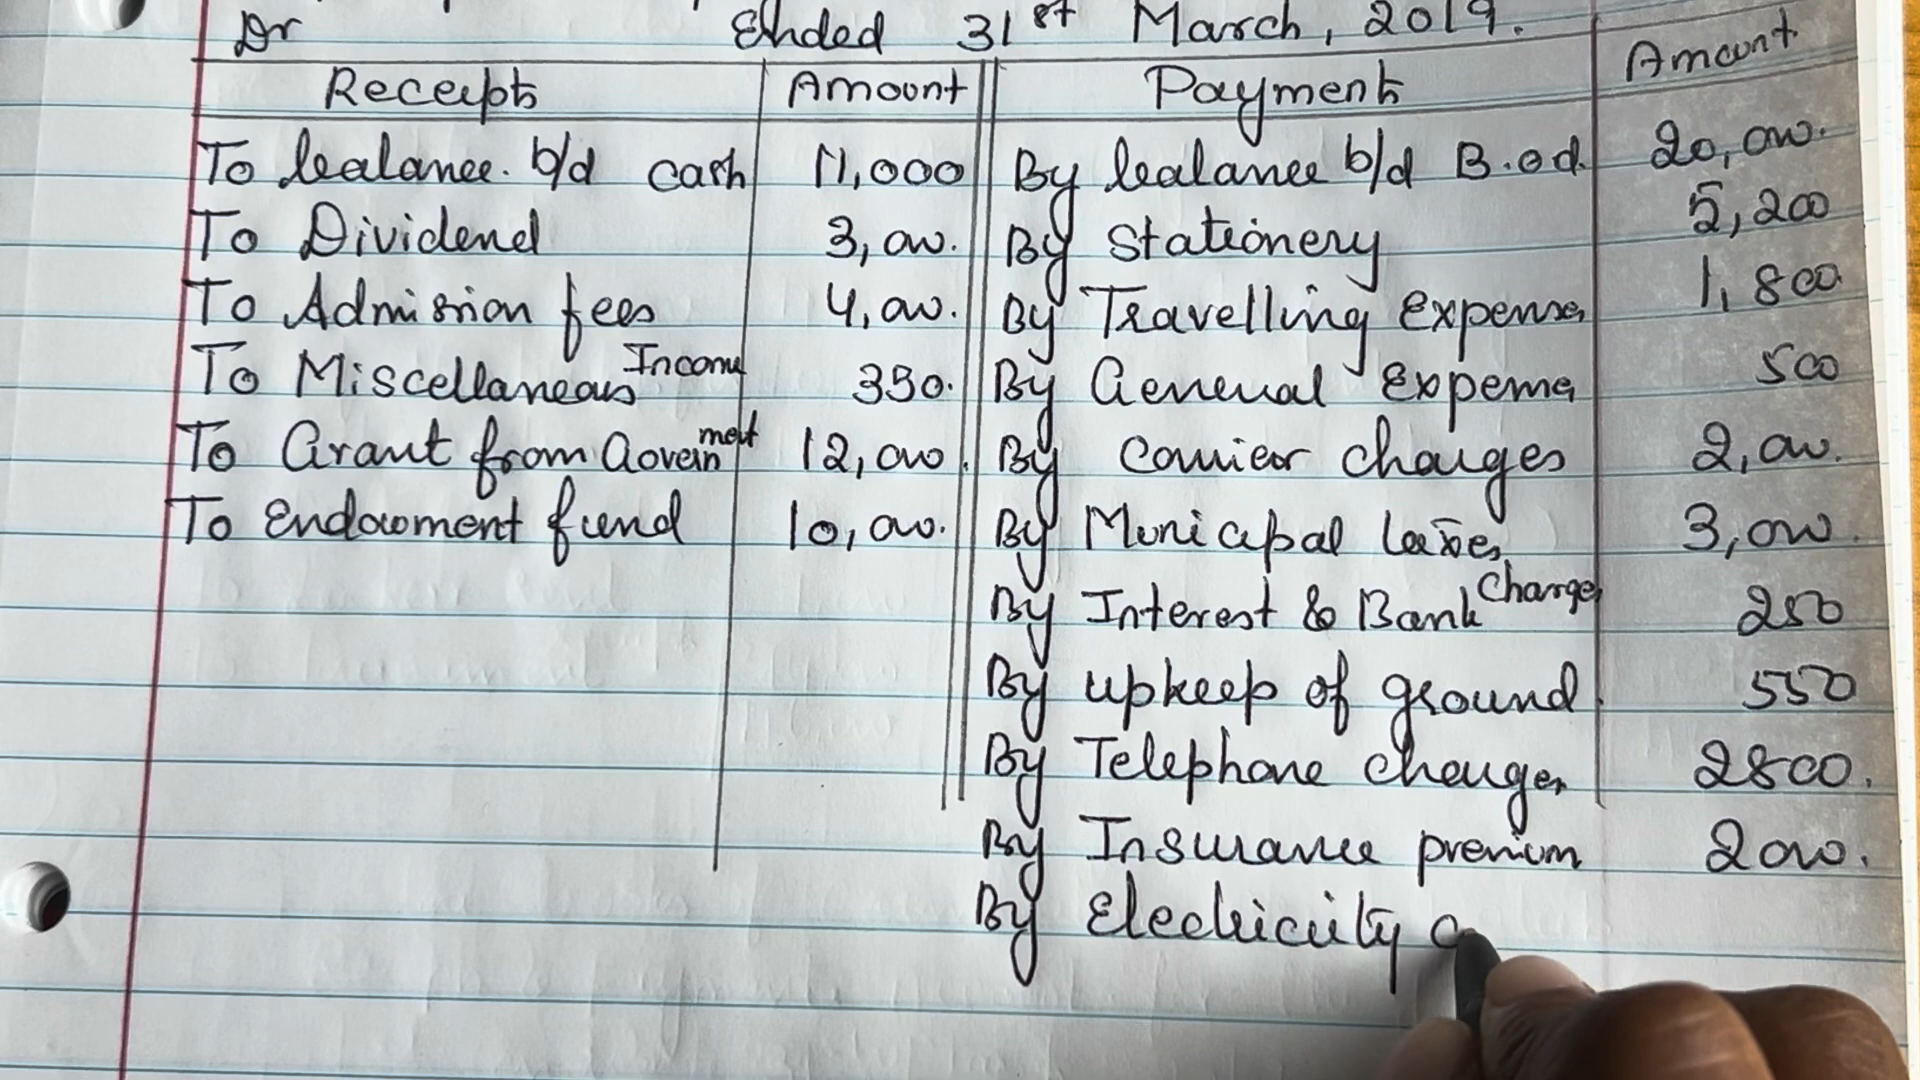 Dr Ended 31st March, 2019.
Receipts Amount Payments Amount
To balance. b/d cash 11,000 By balance b/d B.od. 20,000.
To Dividend 3,000. By Stationery 5,200
To Admission fees 4,000. By Travelling Expenses 1,800
To Miscellaneous Income 350. By General Expenses 500
To Grant from Government 12,000. By Courier charges 2,000.
To Endowment fund 10,000. By Municipal taxes 3,000.
By Interest & Bank Charges 250
By upkeep of ground. 550
By Telephone charges 2800.
By Insurance premium 2000.
By Electricity c